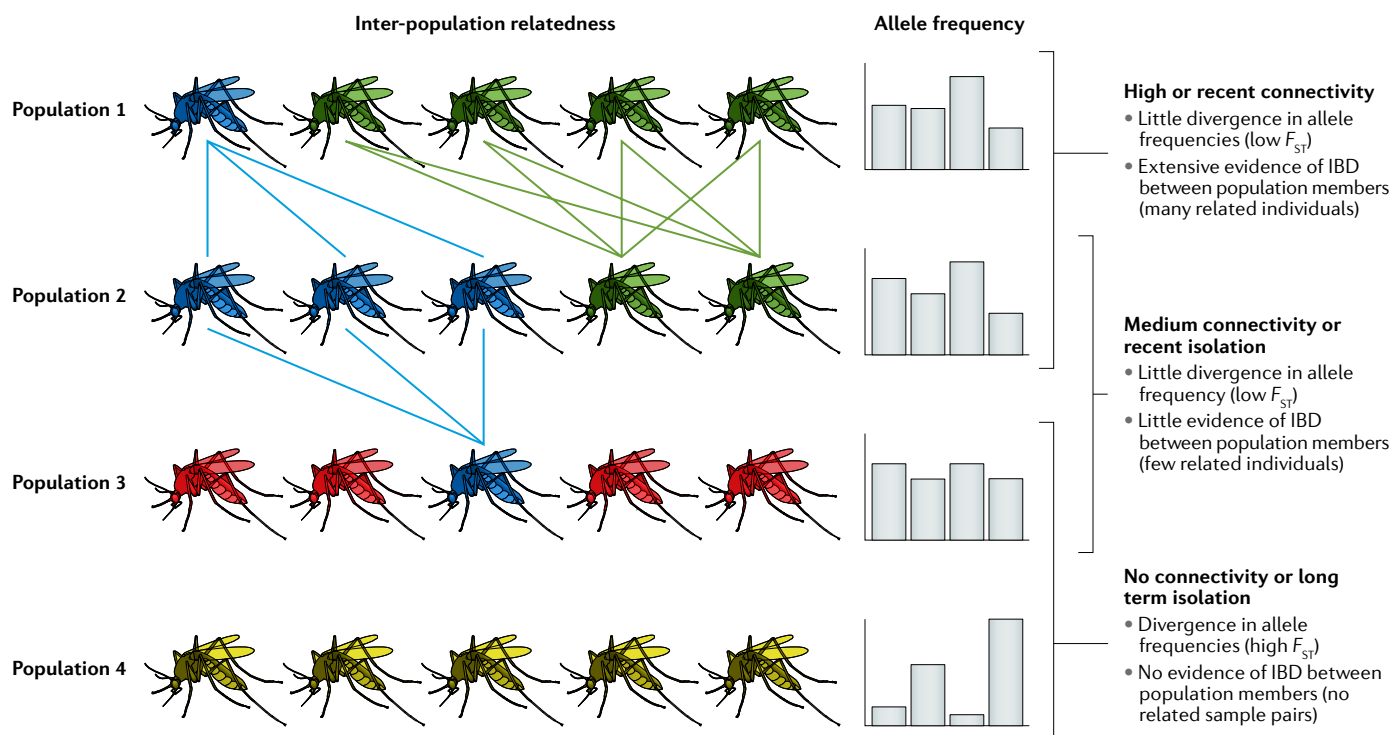 Inter-population relatedness
Allele frequency
Population 1
Population 2
Population 3
Population 4
High or recent connectivity
• Little divergence in allele
frequencies (low FST)
• Extensive evidence of IBD
between population members
(many related individuals)
Medium connectivity or
recent isolation
• Little divergence in allele
frequency (low FST)
• Little evidence of IBD
between population members
(few related individuals)
No connectivity or long
term isolation
• Divergence in allele
frequencies (high FST)
• No evidence of IBD between
population members (no
related sample pairs)